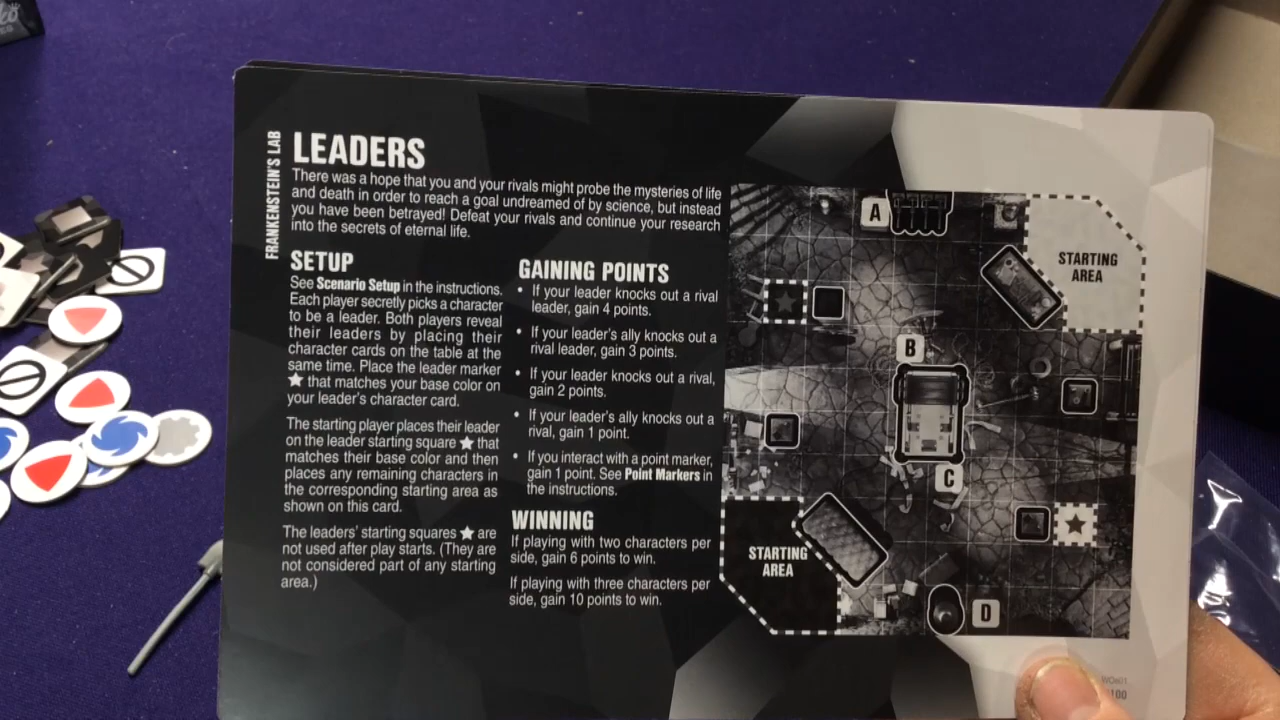 FRANKENSTEIN'S LAB
LEADERS
There was a hope that you and your rivals might probe the mysteries of life
and death in order to reach a goal undreamed of by science, but instead
you have been betrayed! Defeat your rivals and continue your research
into the secrets of eternal life.
SETUP
See Scenario Setup in the instructions.
Each player secretly picks a character
to be a leader. Both players reveal
their leaders by placing their
character cards on the table at the
same time. Place the leader marker
★ that matches your base color on
your leader's character card.
The starting player places their leader
on the leader starting square ★ that
matches their base color and then
places any remaining characters in
the corresponding starting area as
shown on this card.
The leaders' starting squares ★ are
not used after play starts. (They are
not considered part of any starting
area.)
GAINING POINTS
• If your leader knocks out a rival
leader, gain 4 points.
• If your leader's ally knocks out a
rival leader, gain 3 points.
• If your leader knocks out a rival,
gain 2 points.
• If your leader's ally knocks out a
rival, gain 1 point.
• If you interact with a point marker,
gain 1 point. See Point Markers in
the instructions.
WINNING
If playing with two characters per
side, gain 6 points to win.
If playing with three characters per
side, gain 10 points to win.
A
STARTING
AREA
B
C
STARTING
AREA
D